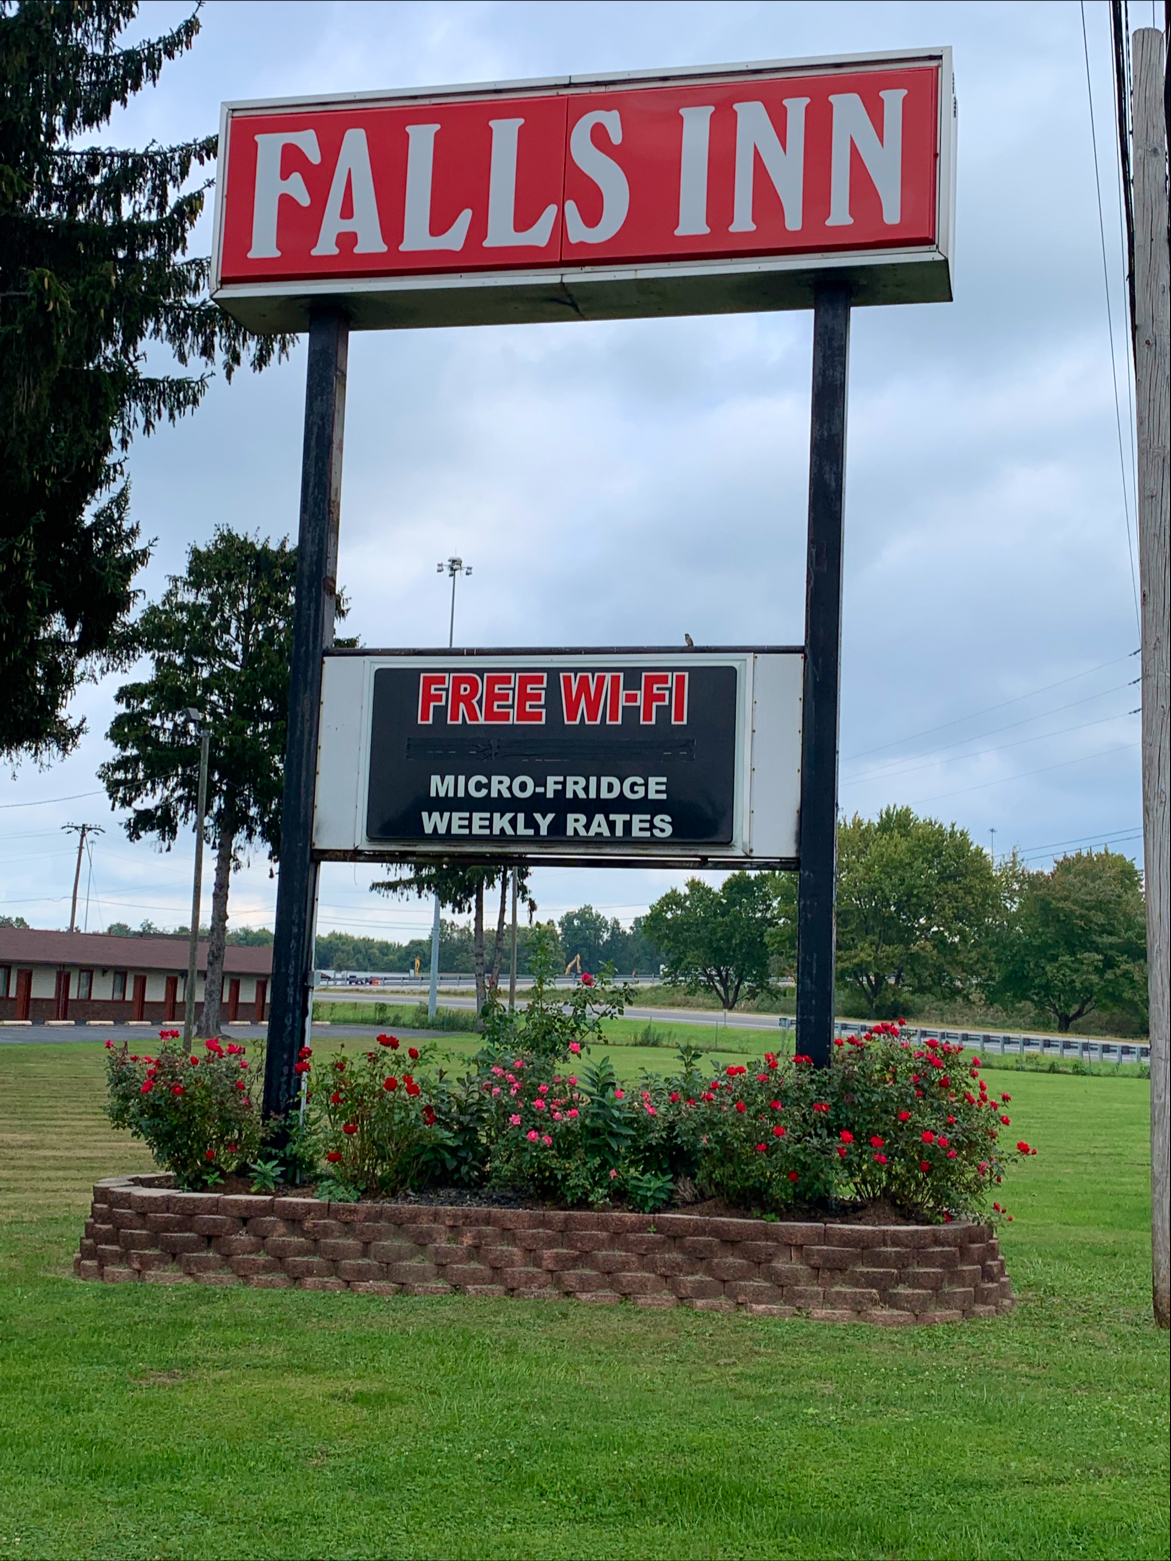 FALLS INN
FREE WI-FI
MICRO-FRIDGE
WEEKLY RATES